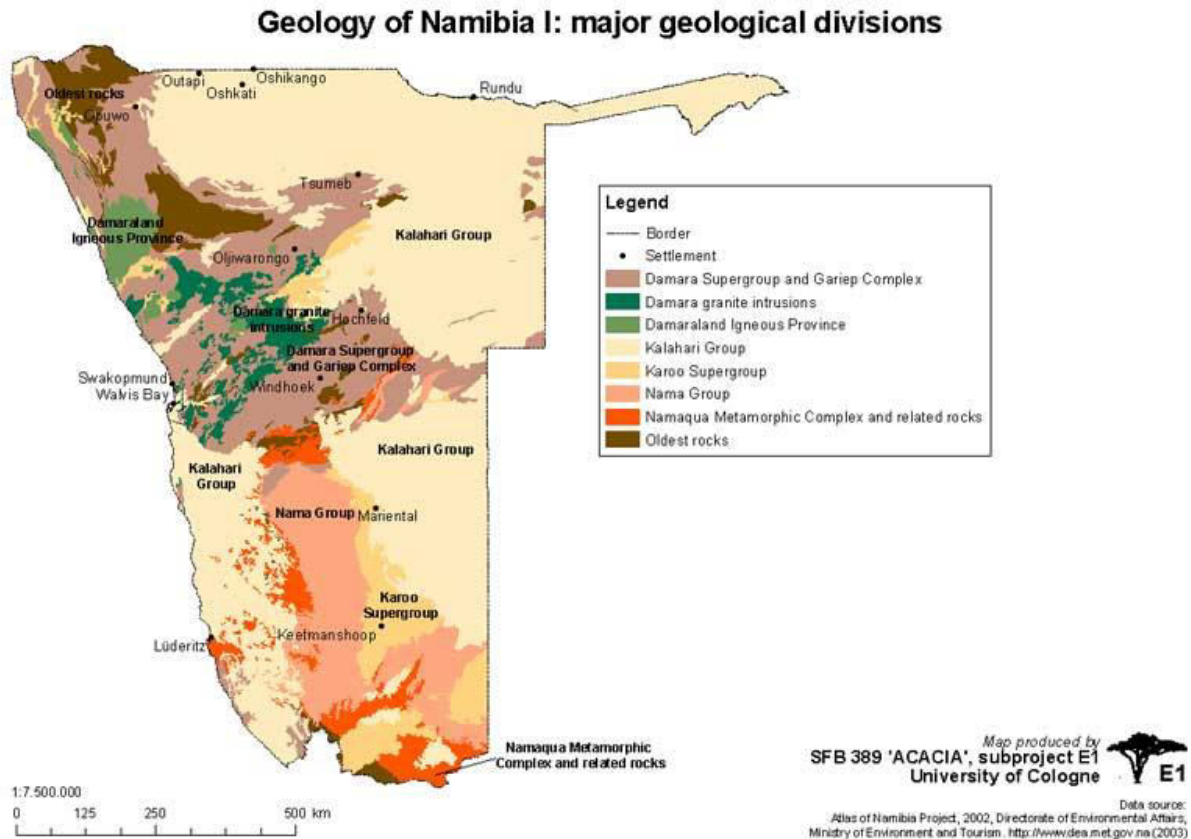 Geology of Namibia I: major geological divisions
Outapi
Oshikango
Oshkati
Rundu
Oldest rocks
Opuwo
Tsumeb
Damaraland
Igneous Province
Kalahari Group
Oljiwarongo
Damara granite
intrusions
Hochfeld
Damara Supergroup
and Gariep Complex
Swakopmund
Walvis Bay
Windhoek
Kalahari Group
Kalahari
Group
Nama Group
Mariental
Karoo
Supergroup
Keetmanshoop
Lüderitz
Namaqua Metamorphic
Complex and related rocks
Legend
Border
Settlement
Damara Supergroup and Gariep Complex
Damara granite intrusions
Damaraland Igneous Province
Kalahari Group
Karoo Supergroup
Nama Group
Namaqua Metamorphic Complex and related rocks
Oldest rocks
1:7.500.000
0 125 250 500 km
Map produced by
SFB 389 'ACACIA', subproject E1
University of Cologne
E1
Data source:
Atlas of Namibia Project, 2002, Directorate of Environmental Affairs,
Ministry of Environment and Tourism. http://www.dea.met.gov.na (2003)